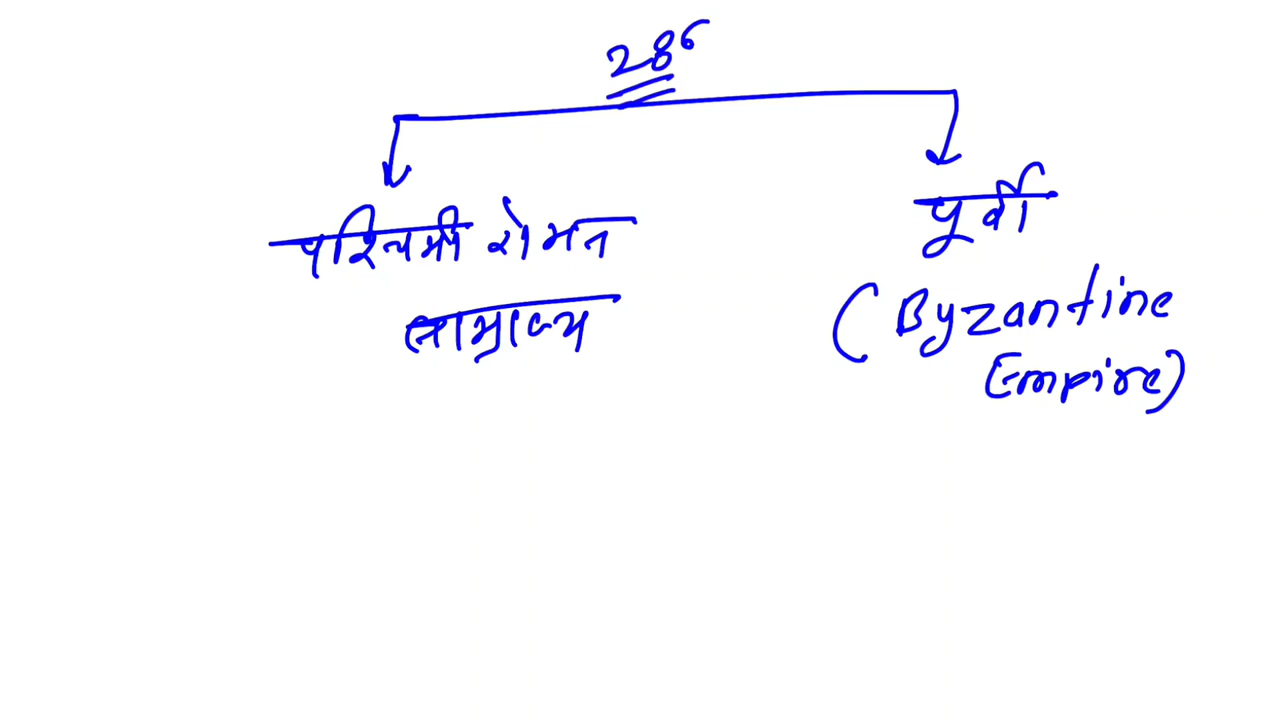 286
पश्चिमी रोमन
साम्राज्य
पूर्वी
(Byzantine
Empire)